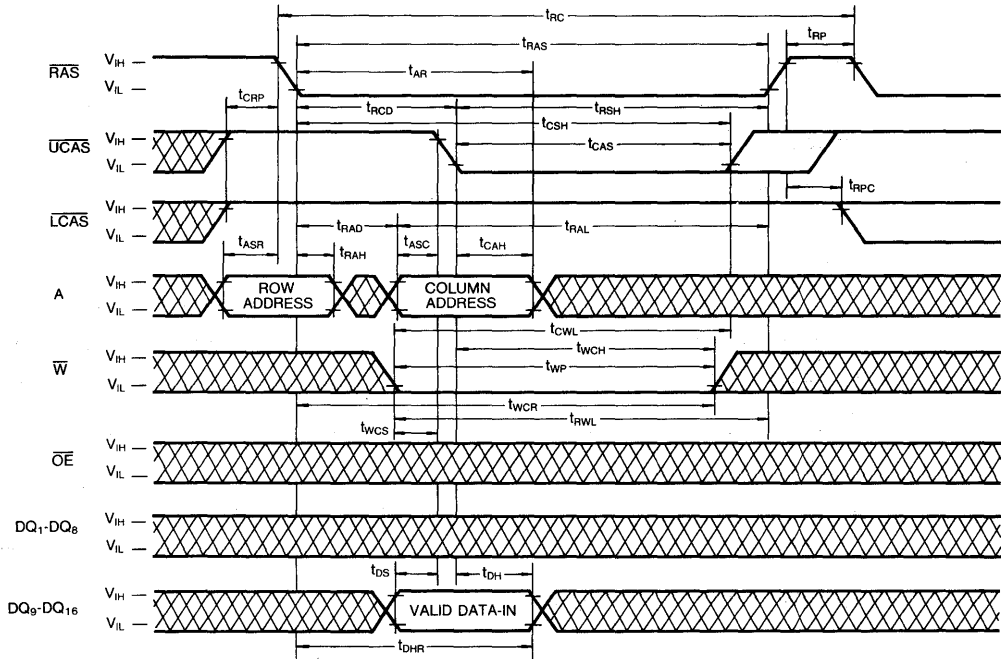 tRC
tRAS
tRP
RAS
VIH
VIL
tAR
tCRP
tRCD
tRSH
tCSH
UCAS
VIH
VIL
tCAS
tRPC
LCAS
VIH
VIL
tRAD
tRAL
tASR
tRAH
tASC
tCAH
A
VIH
VIL
ROW ADDRESS
COLUMN ADDRESS
tCWL
tWCH
W
VIH
VIL
tWP
tWCR
tRWL
tWCS
OE
VIH
VIL
DQ1-DQ8
VIH
VIL
tDS
tDH
DQ9-DQ16
VIH
VIL
VALID DATA-IN
tDHR